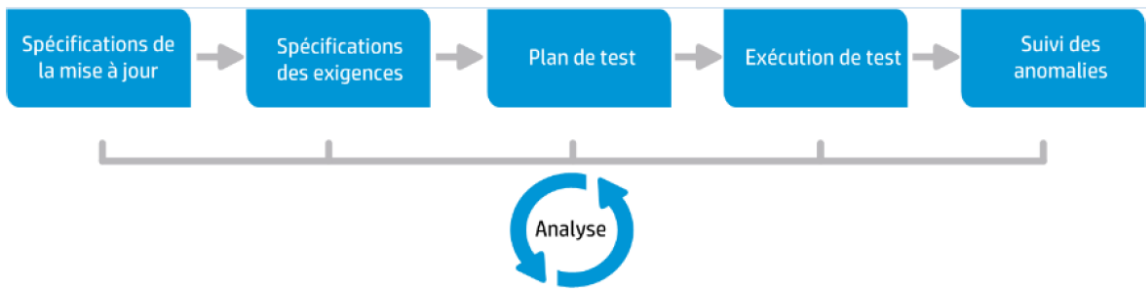 Spécifications de
la mise à jour
Spécifications
des exigences
Plan de test
Exécution de test
Suivi des
anomalies
Analyse